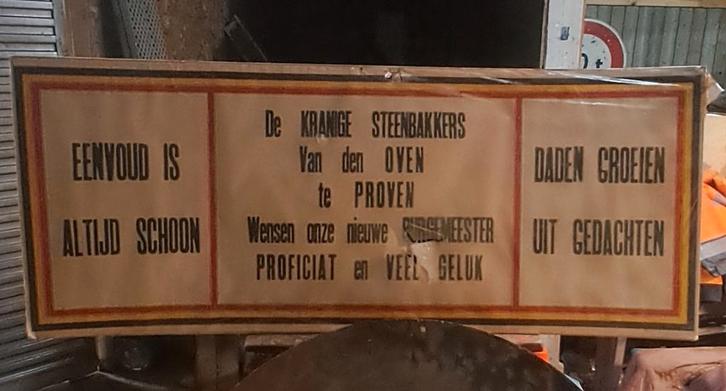 EENVOUD IS
ALTIJD SCHOON
De KRANIGE STEENBAKKERS
Van den OVEN
te PROVEN
Wensen onze nieuwe BURGEMEESTER
PROFICIAT en VEEL GELUK
DADEN GROEIEN
UIT GEDACHTEN